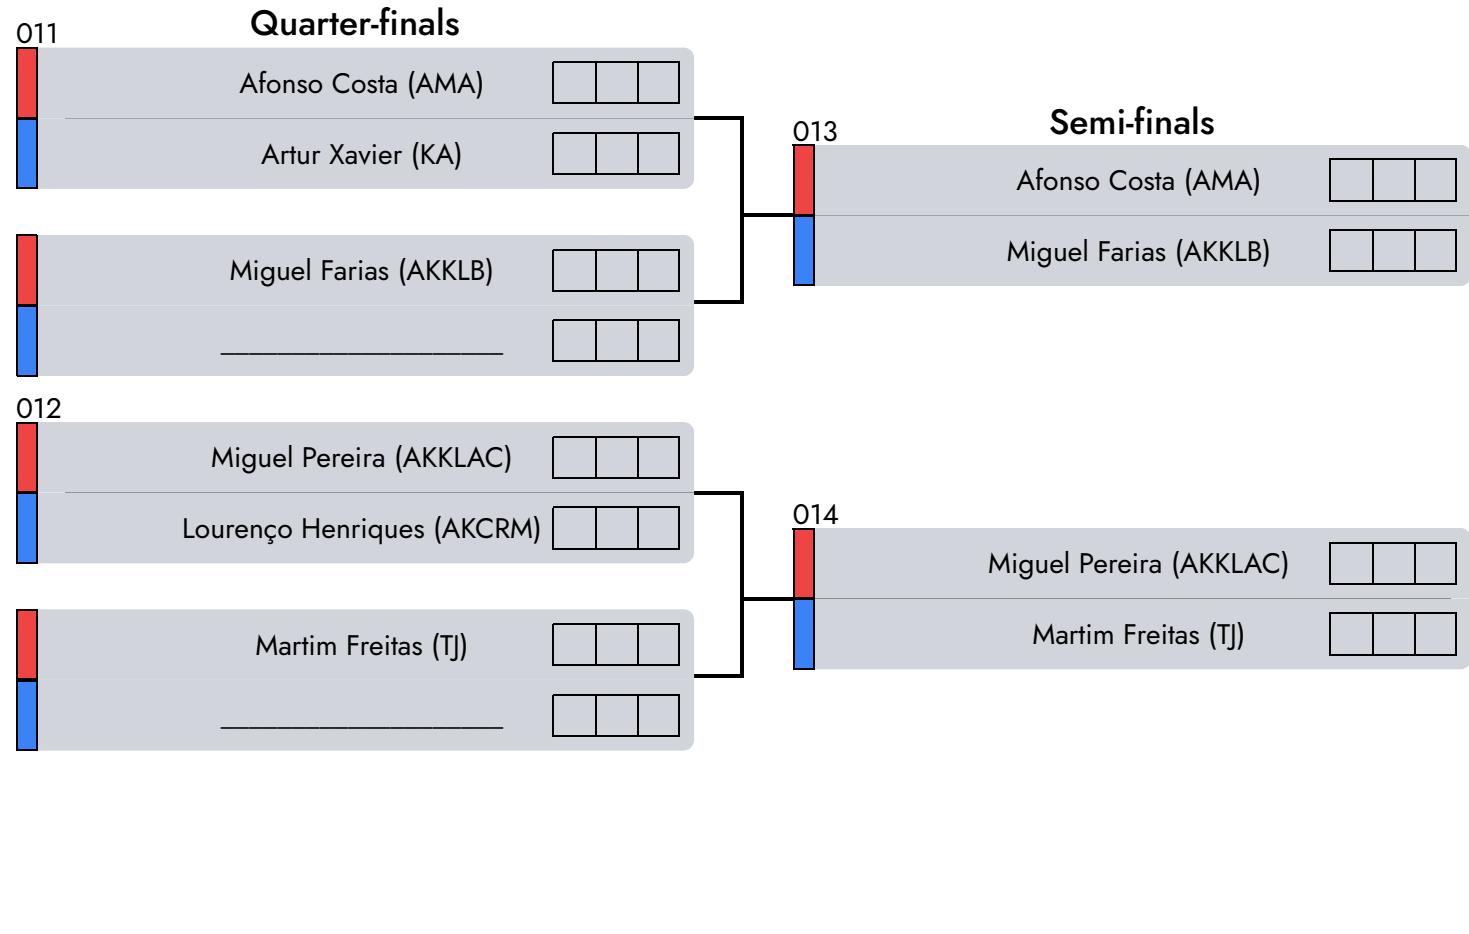 Quarter-finals
011
Afonso Costa (AMA)
Artur Xavier (KA)
Miguel Farias (AKKLB)
____________________
012
Miguel Pereira (AKKLAC)
Lourenço Henriques (AKCRM)
Martim Freitas (TJ)
____________________
Semi-finals
013
Afonso Costa (AMA)
Miguel Farias (AKKLB)
014
Miguel Pereira (AKKLAC)
Martim Freitas (TJ)